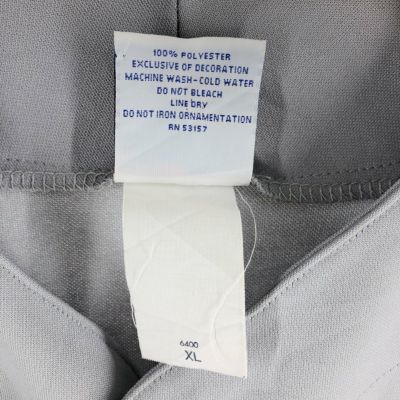 100% POLYESTER
EXCLUSIVE OF DECORATION
MACHINE WASH-COLD WATER
DO NOT BLEACH
LINE DRY
DO NOT IRON ORNAMENTATION
RN 53157
6400
XL